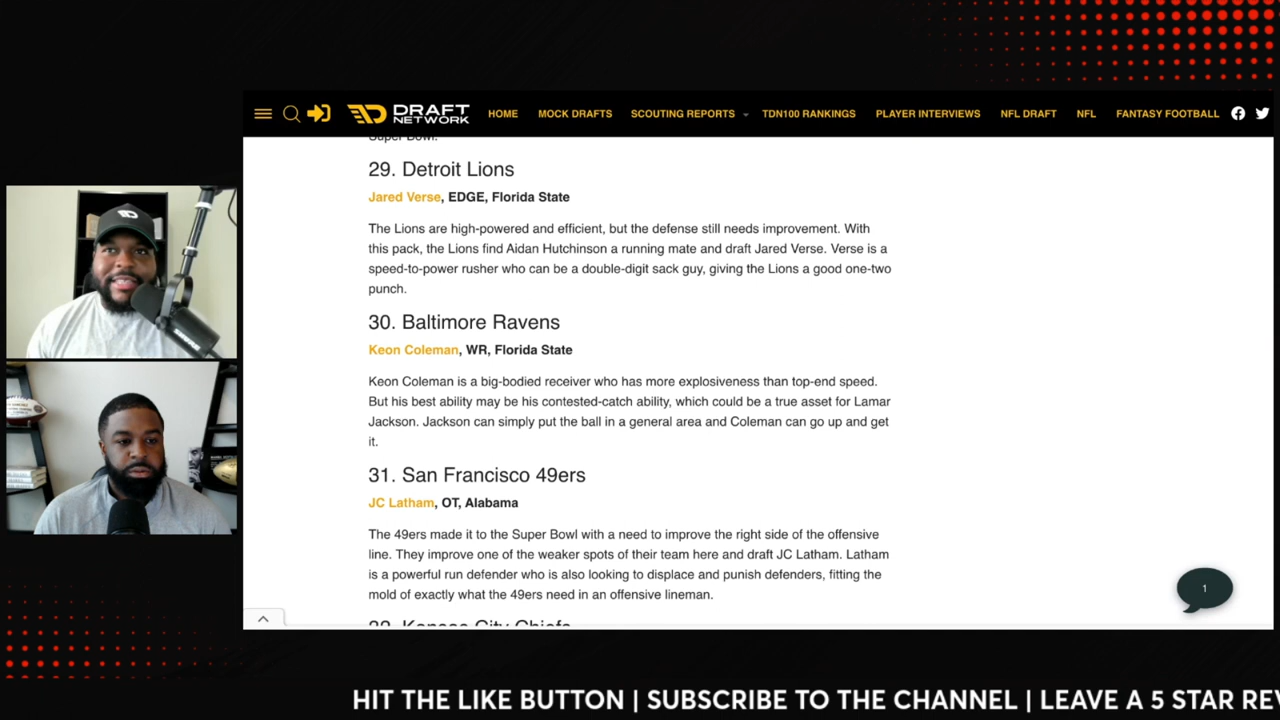 DRAFT
NETWORK
HOME
MOCK DRAFTS
SCOUTING REPORTS
TDN100 RANKINGS
PLAYER INTERVIEWS
NFL DRAFT
NFL
FANTASY FOOTBALL
Super Bowl.
29. Detroit Lions
Jared Verse, EDGE, Florida State
The Lions are high-powered and efficient, but the defense still needs improvement. With
this pack, the Lions find Aidan Hutchinson a running mate and draft Jared Verse. Verse is a
speed-to-power rusher who can be a double-digit sack guy, giving the Lions a good one-two
punch.
30. Baltimore Ravens
Keon Coleman, WR, Florida State
Keon Coleman is a big-bodied receiver who has more explosiveness than top-end speed.
But his best ability may be his contested-catch ability, which could be a true asset for Lamar
Jackson. Jackson can simply put the ball in a general area and Coleman can go up and get
it.
31. San Francisco 49ers
JC Latham, OT, Alabama
The 49ers made it to the Super Bowl with a need to improve the right side of the offensive
line. They improve one of the weaker spots of their team here and draft JC Latham. Latham
is a powerful run defender who is also looking to displace and punish defenders, fitting the
mold of exactly what the 49ers need in an offensive lineman.
32. Kansas City Chiefs
1
SHURE
HIT THE LIKE BUTTON | SUBSCRIBE TO THE CHANNEL | LEAVE A 5 STAR REV